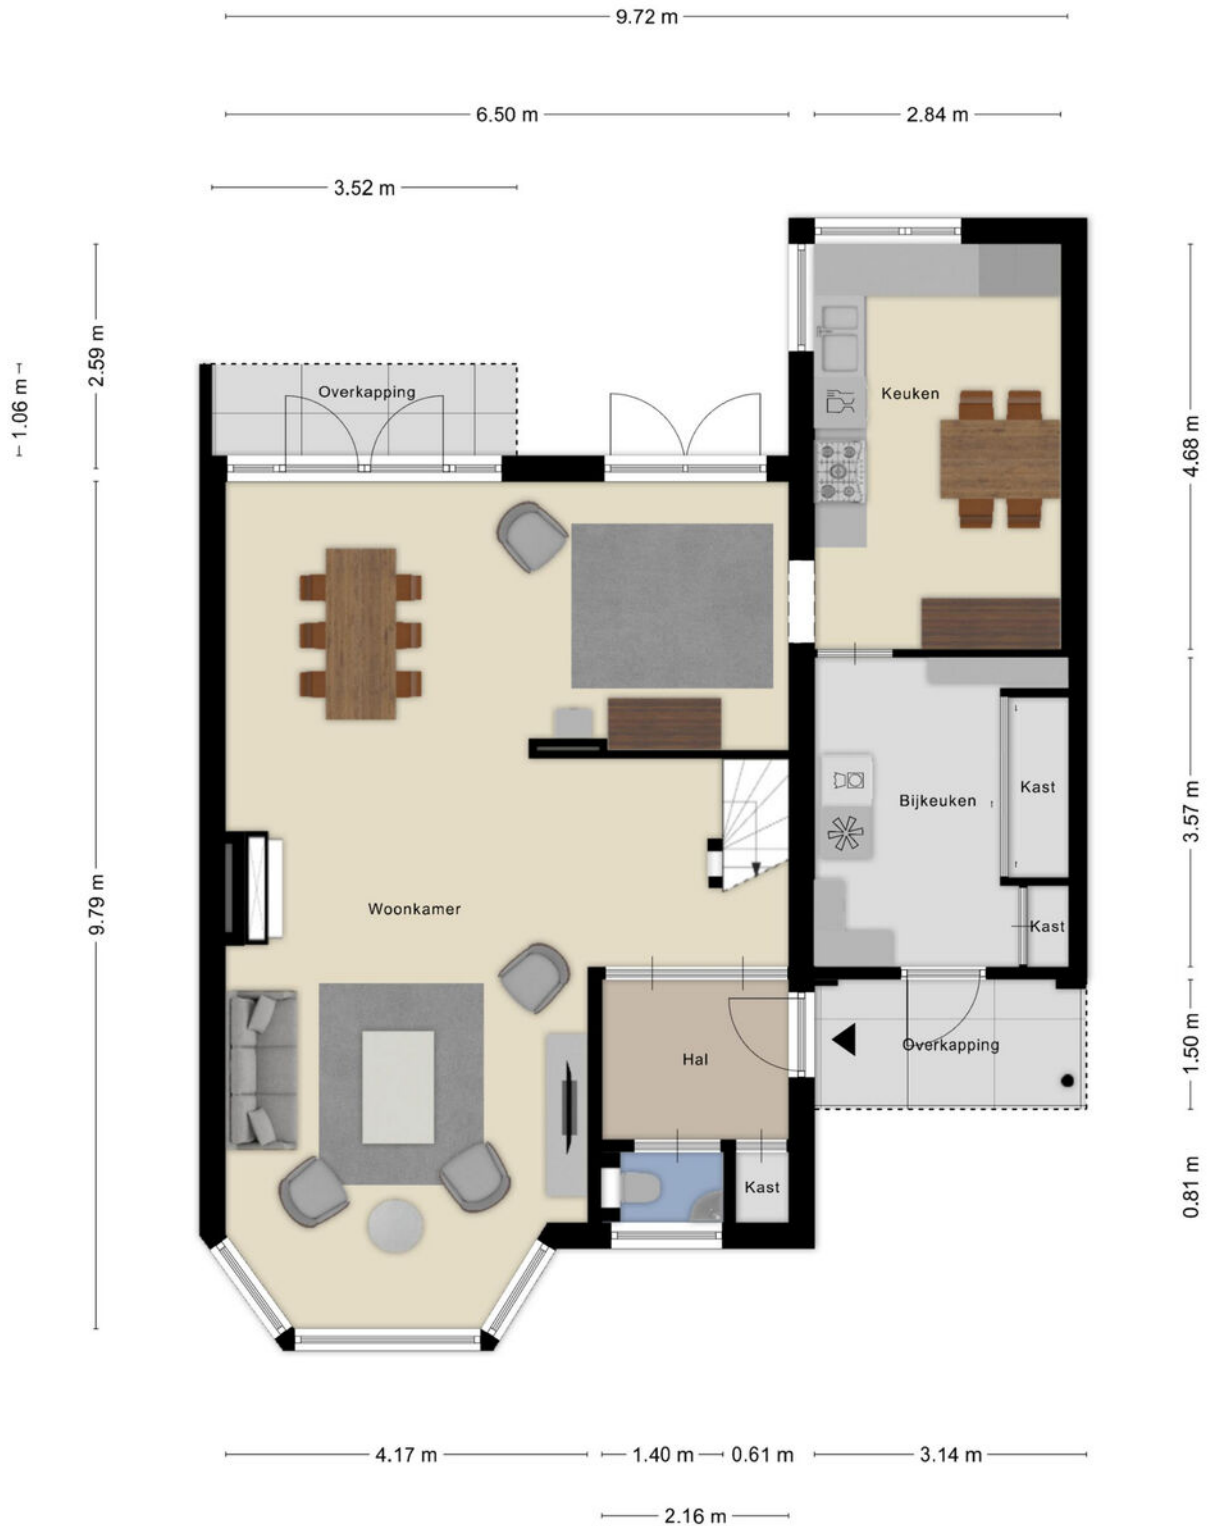 9.72 m
6.50 m
2.84 m
3.52 m
2.59 m
1.06 m
4.68 m
Overkapping
Keuken
Kast
Bijkeuken
3.57 m
9.79 m
Woonkamer
Kast
Hal
Overkapping
1.50 m
Kast
0.81 m
4.17 m
1.40 m
0.61 m
3.14 m
2.16 m